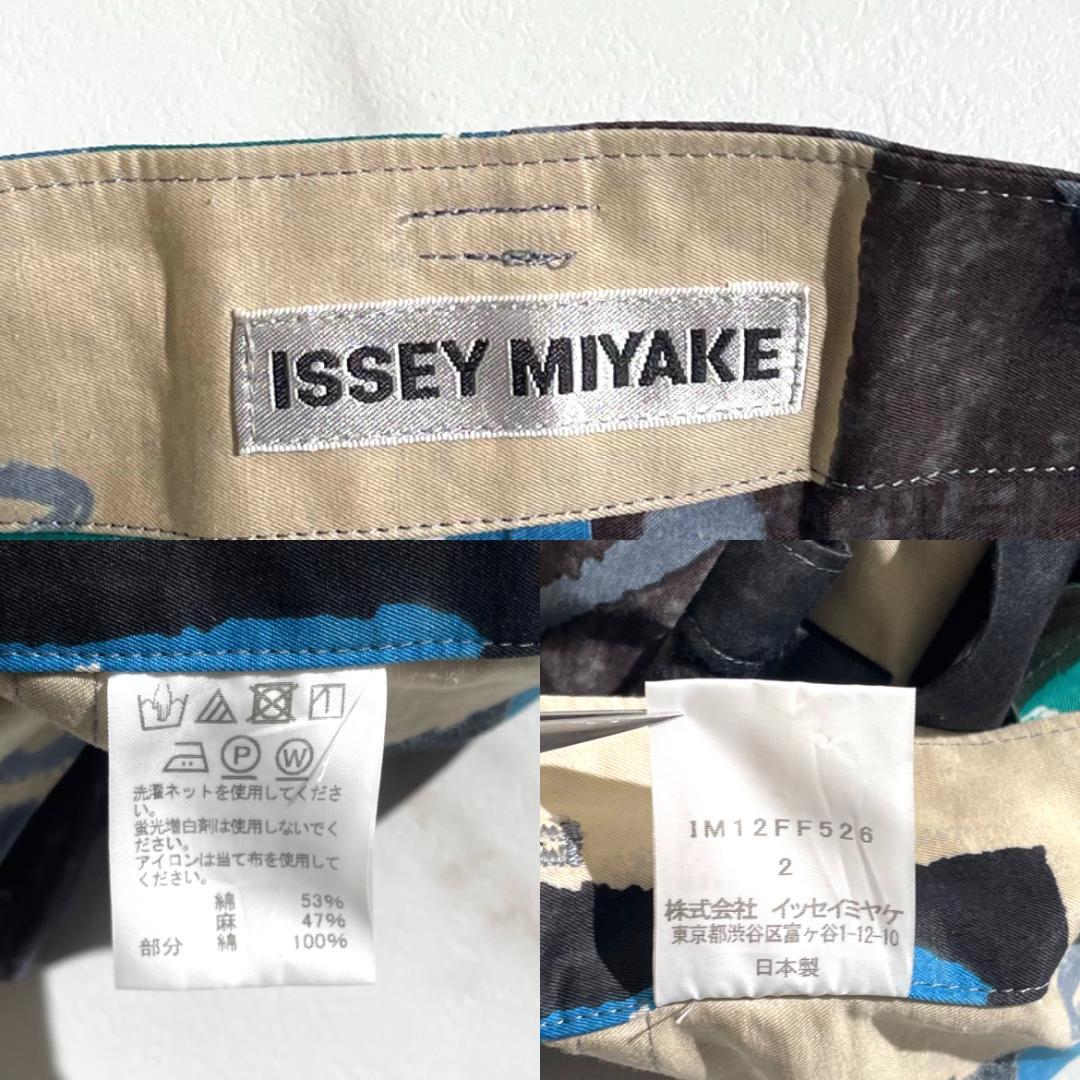 ISSEY MIYAKE
P W
洗濯ネットを使用してくださ
い。
蛍光増白剤は使用しないでく
ださい。
アイロンは当て布を使用して
ください。
綿 53%
麻 47%
部分 綿 100%
IM12FF526
2
株式会社 イッセイミヤケ
東京都渋谷区富ヶ谷1-12-10
日本製